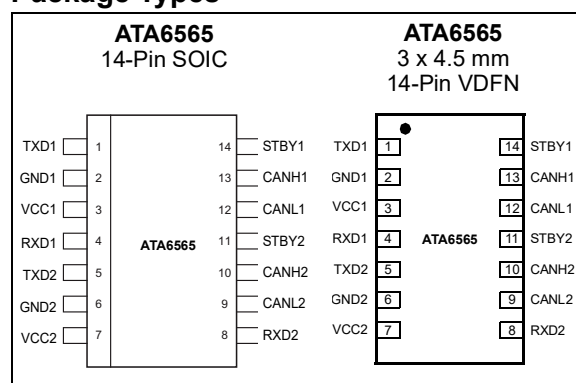 Package Types
ATA6565
14-Pin SOIC
TXD1 1 14 STBY1
GND1 2 13 CANH1
VCC1 3 12 CANL1
RXD1 4 ATA6565 11 STBY2
TXD2 5 10 CANH2
GND2 6 9 CANL2
VCC2 7 8 RXD2
ATA6565
3 x 4.5 mm
14-Pin VDFN
TXD1 1 14 STBY1
GND1 2 13 CANH1
VCC1 3 12 CANL1
RXD1 4 ATA6565 11 STBY2
TXD2 5 10 CANH2
GND2 6 9 CANL2
VCC2 7 8 RXD2